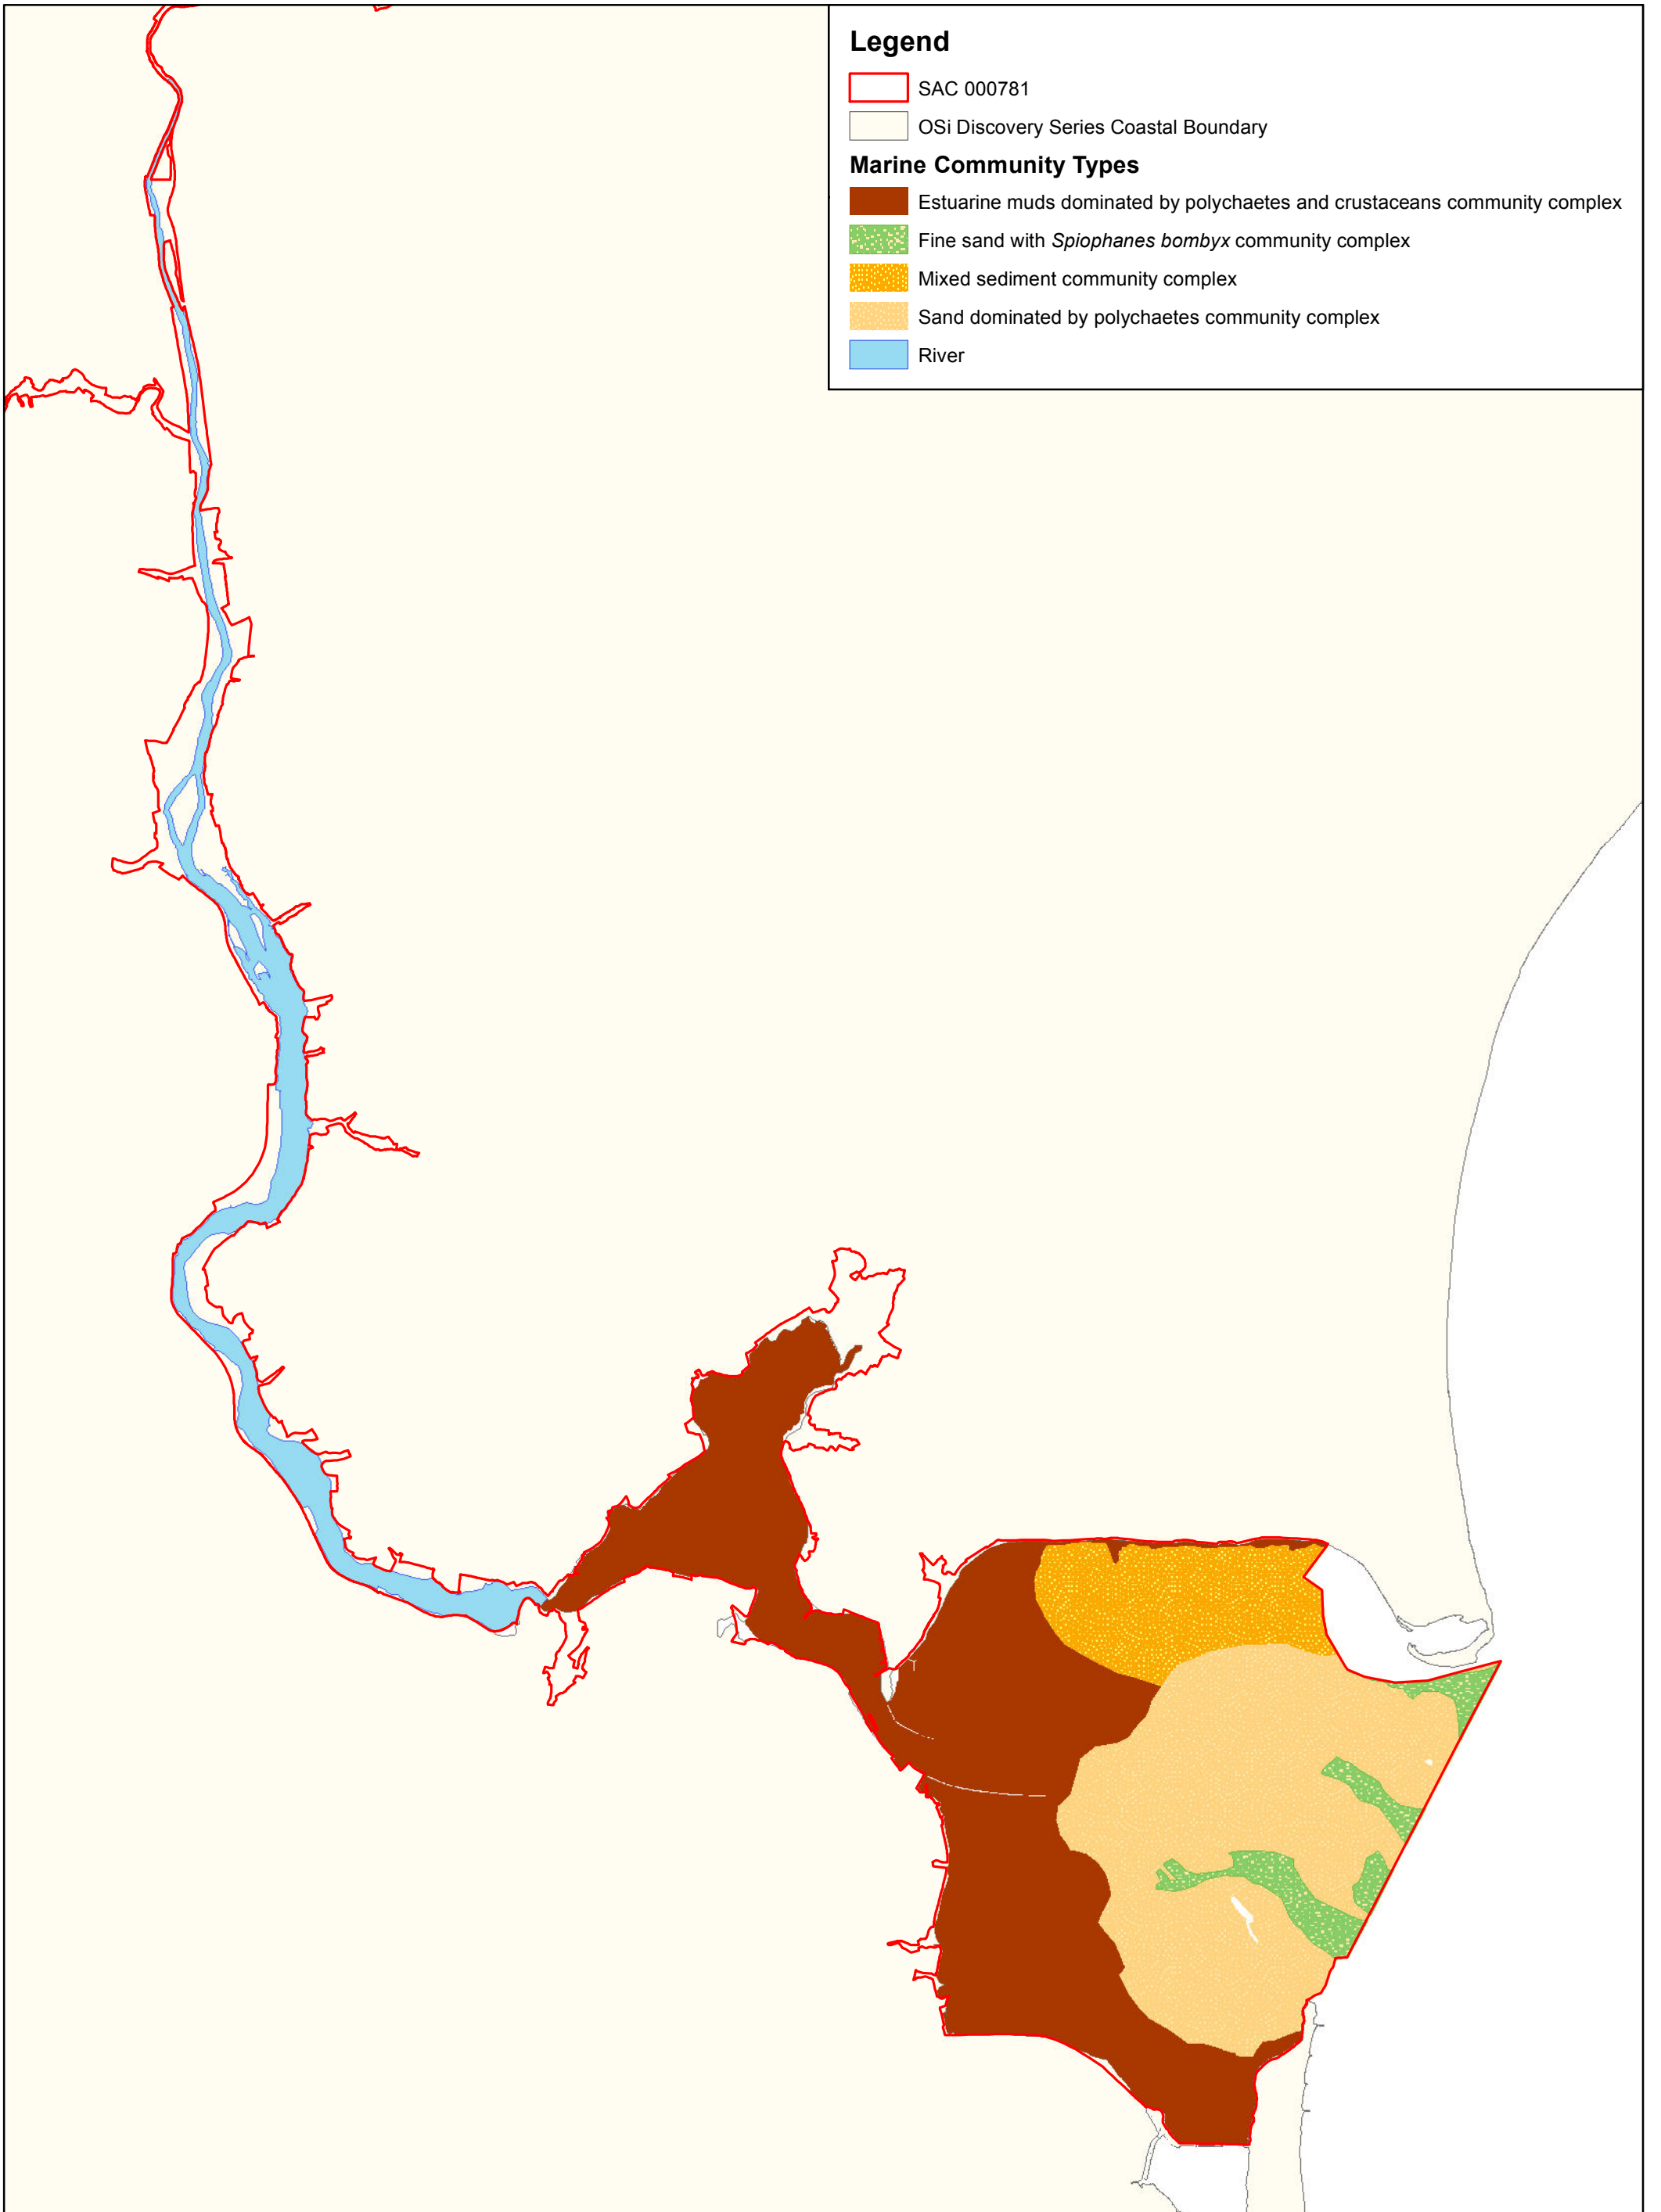 Legend
SAC 000781
OSi Discovery Series Coastal Boundary
Marine Community Types
Estuarine muds dominated by polychaetes and crustaceans community complex
Fine sand with Spiophanes bombyx community complex
Mixed sediment community complex
Sand dominated by polychaetes community complex
River